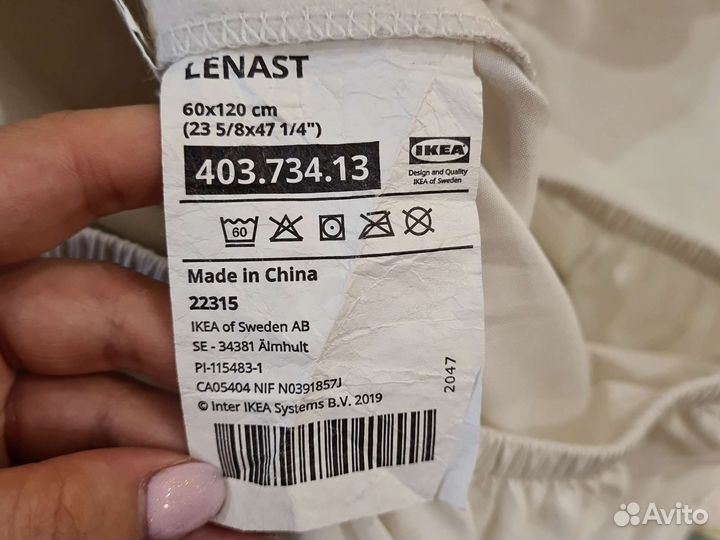 LENAST
60x120 cm
(23 5/8x47 1/4")
403.734.13
IKEA
Design and Quality
IKEA of Sweden
60
Made in China
22315
IKEA of Sweden AB
SE - 34381 Älmhult
PI-115483-1
CA05404 NIF N0391857J
© Inter IKEA Systems B.V. 2019
2047
Avito